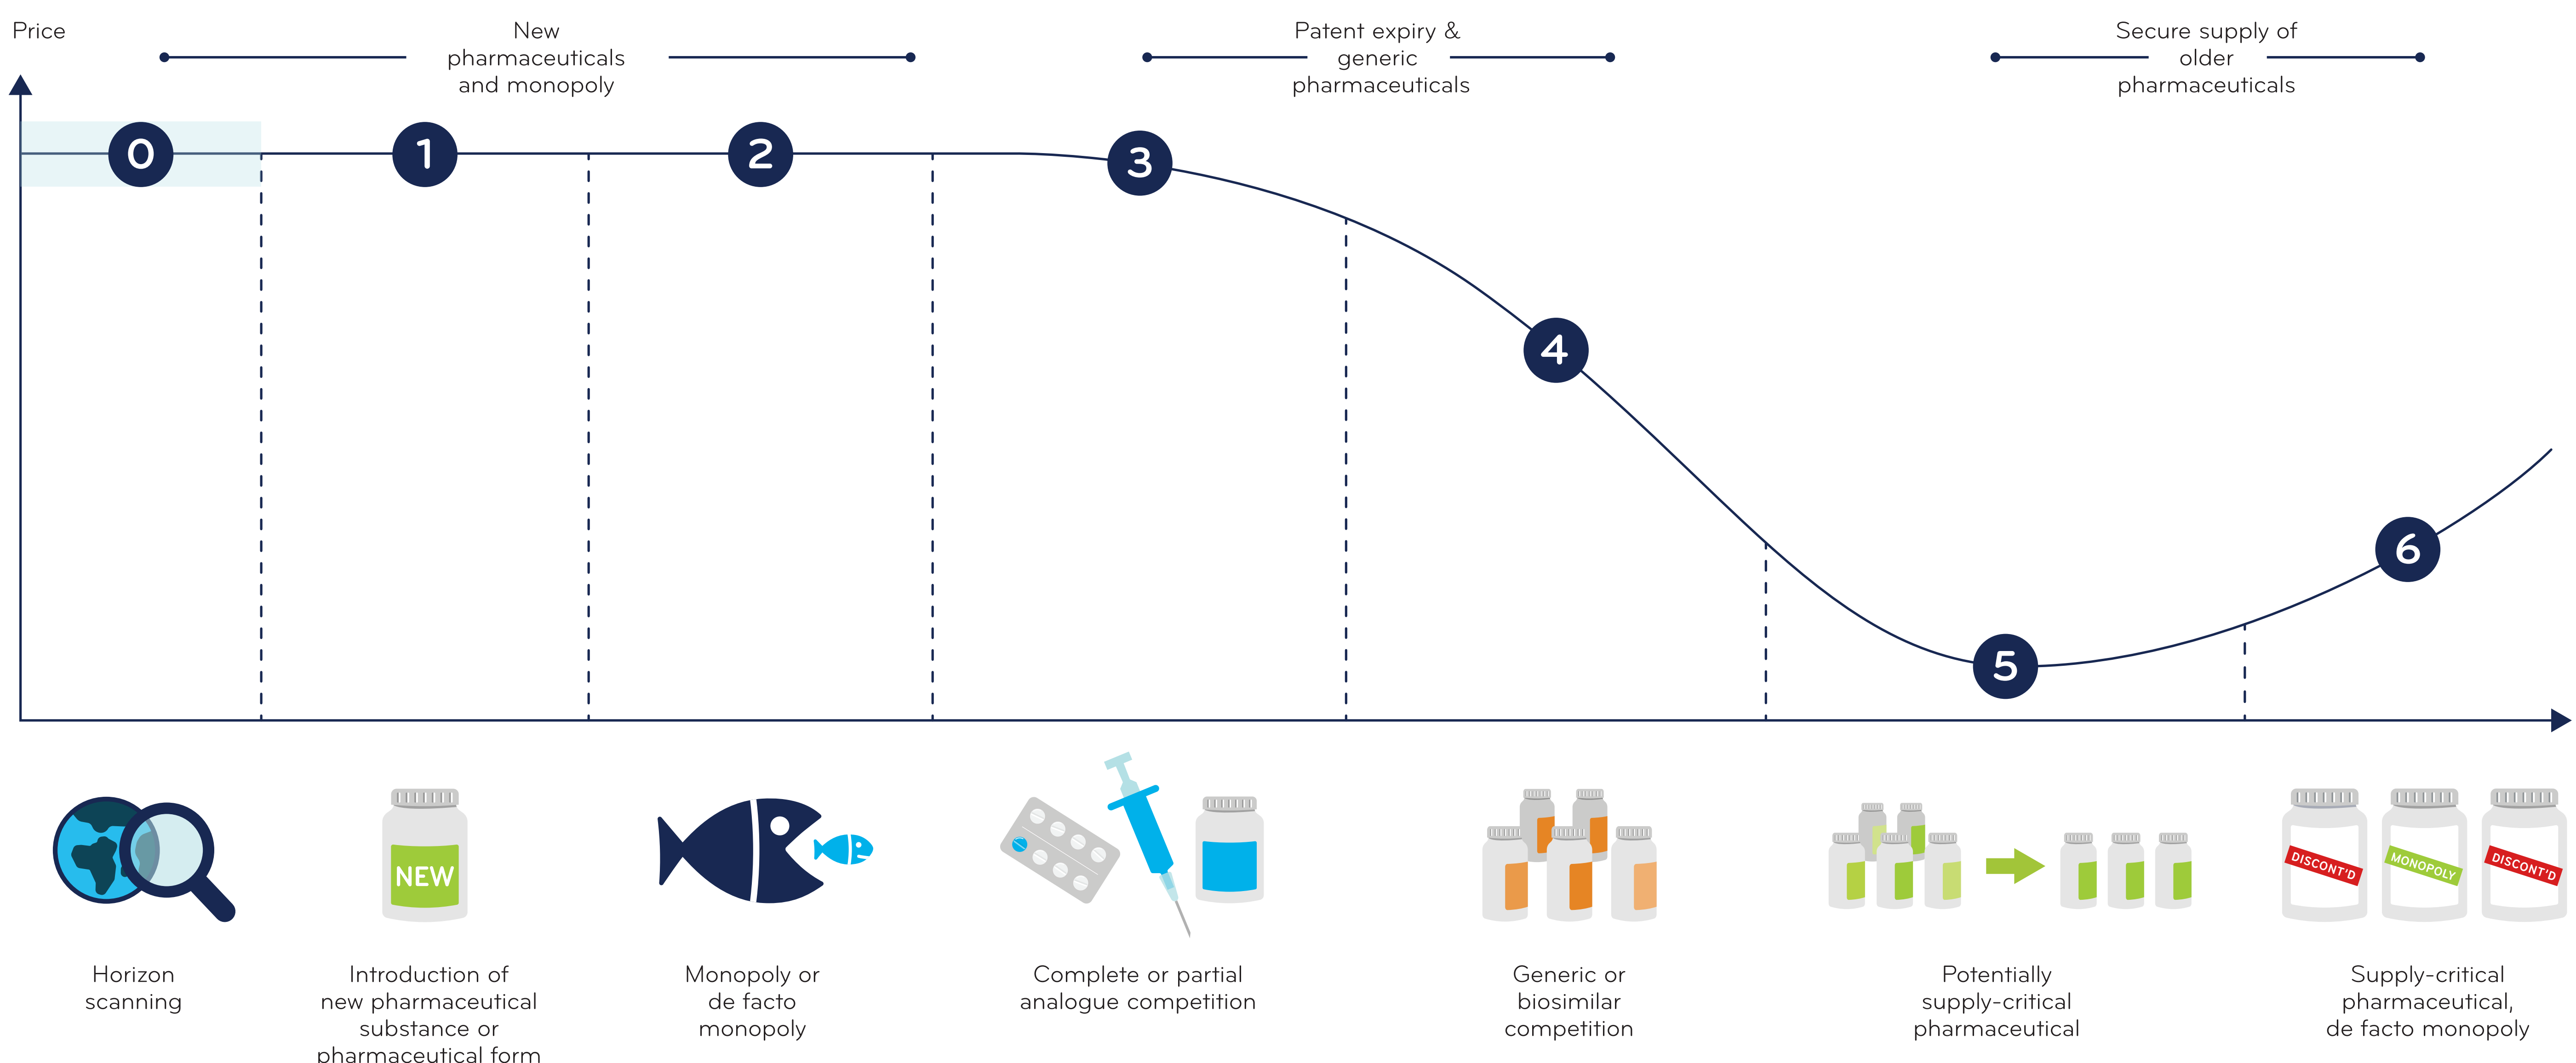 Price
New
pharmaceuticals
and monopoly
Patent expiry &
generic
pharmaceuticals
Secure supply of
older
pharmaceuticals
0
1
2
3
4
5
6
NEW
DISCONT'D
MONOPOLY
DISCONT'D
Horizon
scanning
Introduction of
new pharmaceutical
substance or
pharmaceutical form
Monopoly or
de facto
monopoly
Complete or partial
analogue competition
Generic or
biosimilar
competition
Potentially
supply-critical
pharmaceutical
Supply-critical
pharmaceutical,
de facto monopoly